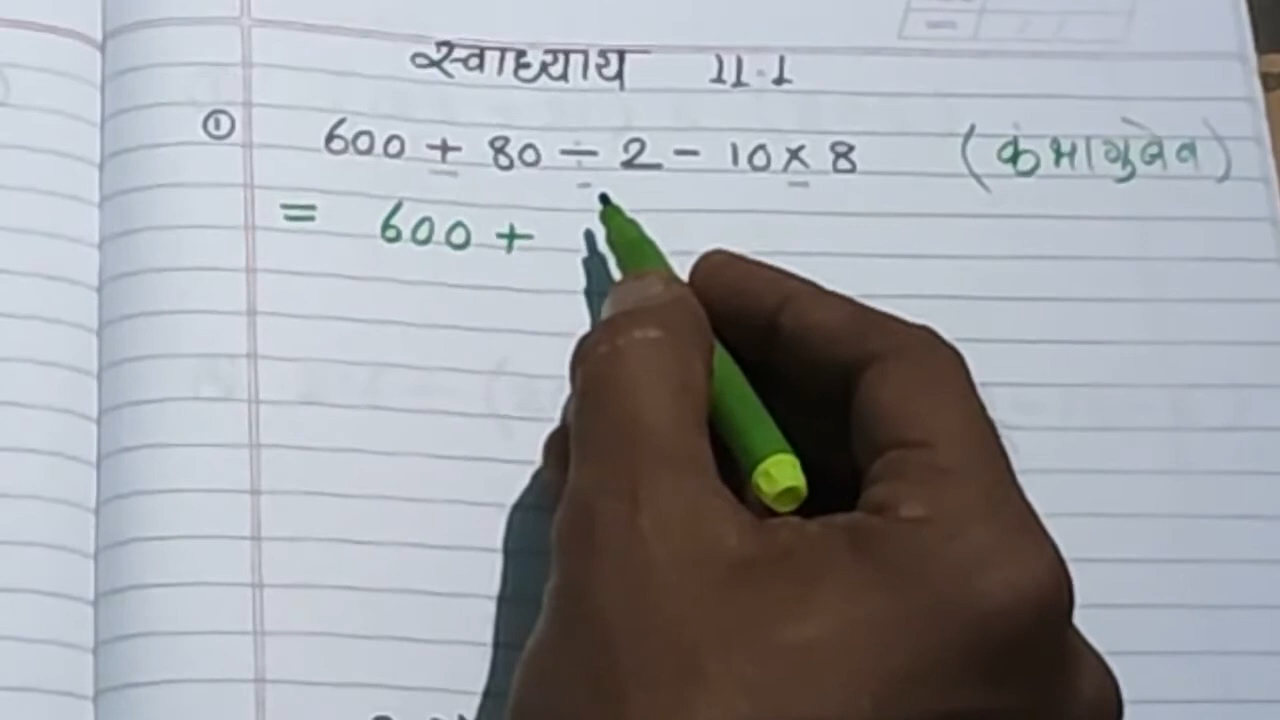 स्वाध्याय 11.1
① 600 + 80 ÷ 2 - 10 × 8 (कंभागुबेव)
= 600 +